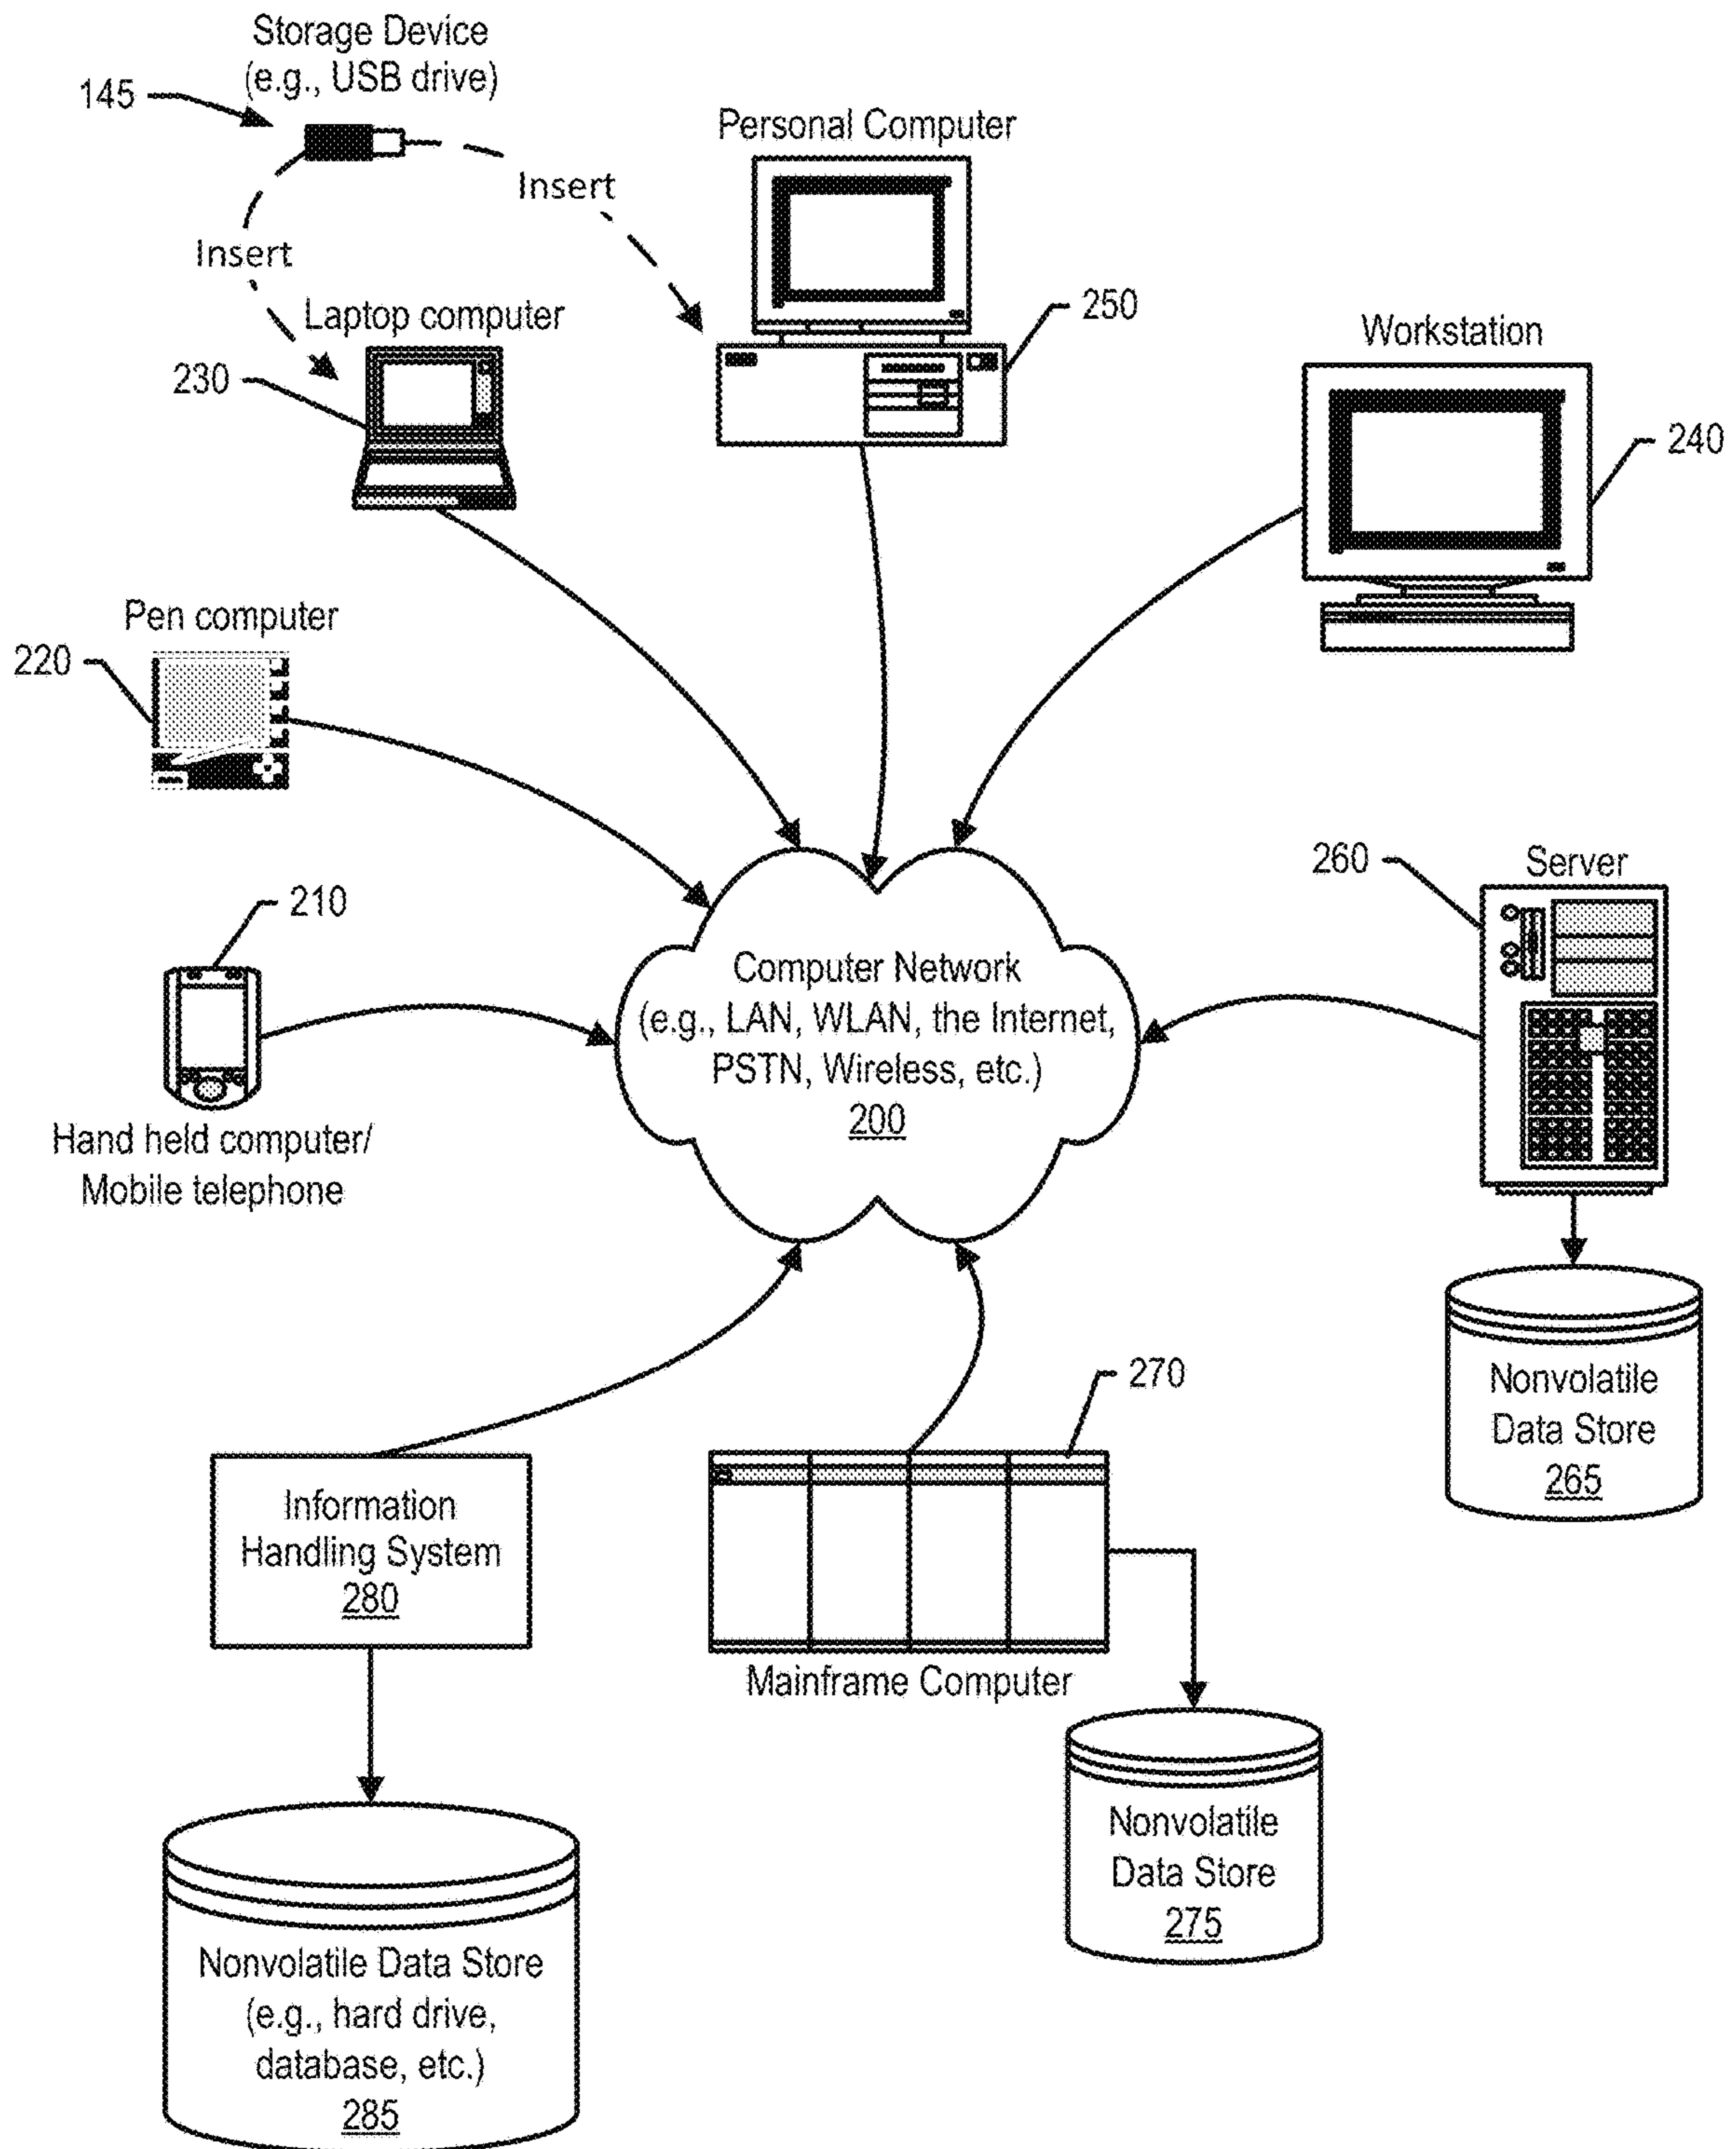 Storage Device
(e.g., USB drive)
145
Personal Computer
Insert
Insert
Laptop computer
250
Workstation
230
240
Pen computer
220
260
Server
210
Computer Network
(e.g., LAN, WLAN, the Internet,
PSTN, Wireless, etc.)
200
Hand held computer/
Mobile telephone
270
Nonvolatile
Data Store
265
Information
Handling System
280
Mainframe Computer
Nonvolatile
Data Store
275
Nonvolatile Data Store
(e.g., hard drive,
database, etc.)
285